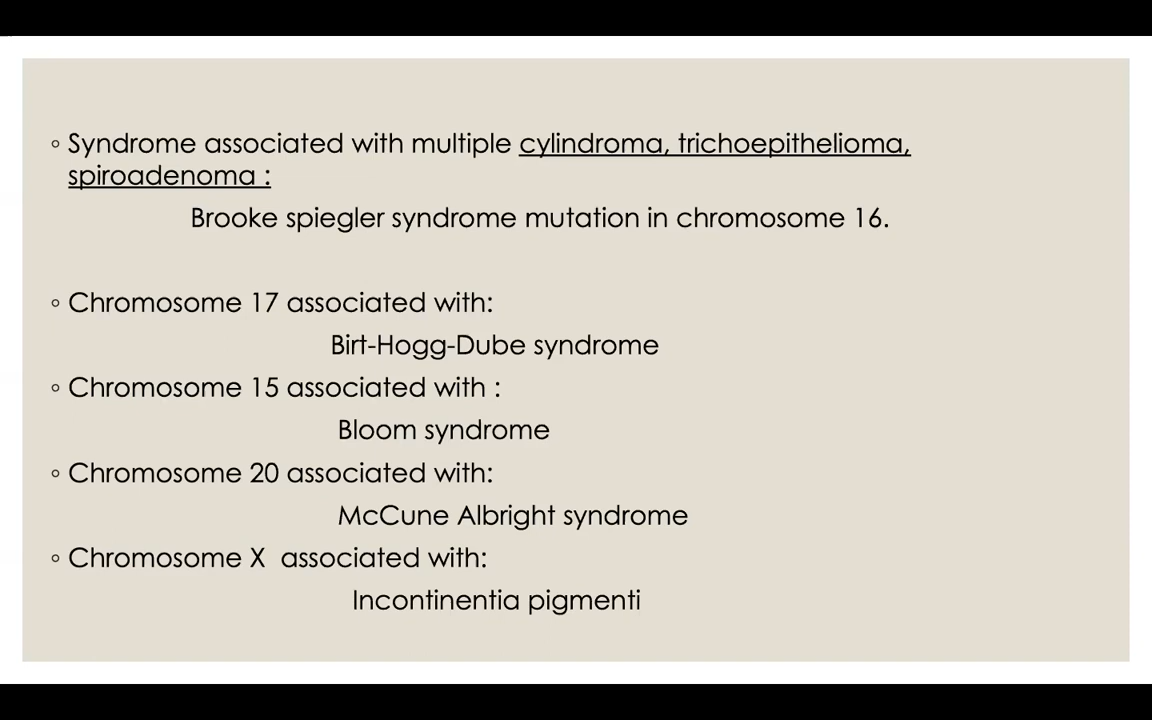 ◦ Syndrome associated with multiple cylindroma, trichoepithelioma,
spiroadenoma :
Brooke spiegler syndrome mutation in chromosome 16.
◦ Chromosome 17 associated with:
Birt-Hogg-Dube syndrome
◦ Chromosome 15 associated with :
Bloom syndrome
◦ Chromosome 20 associated with:
McCune Albright syndrome
◦ Chromosome X  associated with:
Incontinentia pigmenti